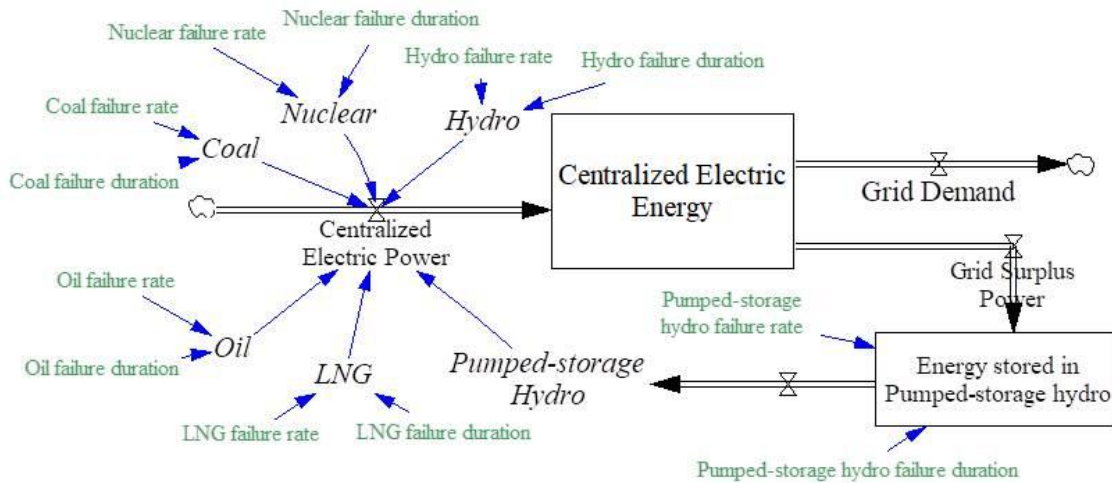 Nuclear failure rate
Nuclear failure duration
Hydro failure rate
Hydro failure duration
Coal failure rate
Nuclear
Hydro
Coal
Coal failure duration
Centralized Electric
Energy
Grid Demand
Centralized
Electric Power
Grid Surplus
Power
Oil failure rate
Pumped-storage
hydro failure rate
Oil
Oil failure duration
LNG
Pumped-storage
Hydro
Energy stored in
Pumped-storage hydro
LNG failure rate
LNG failure duration
Pumped-storage hydro failure duration